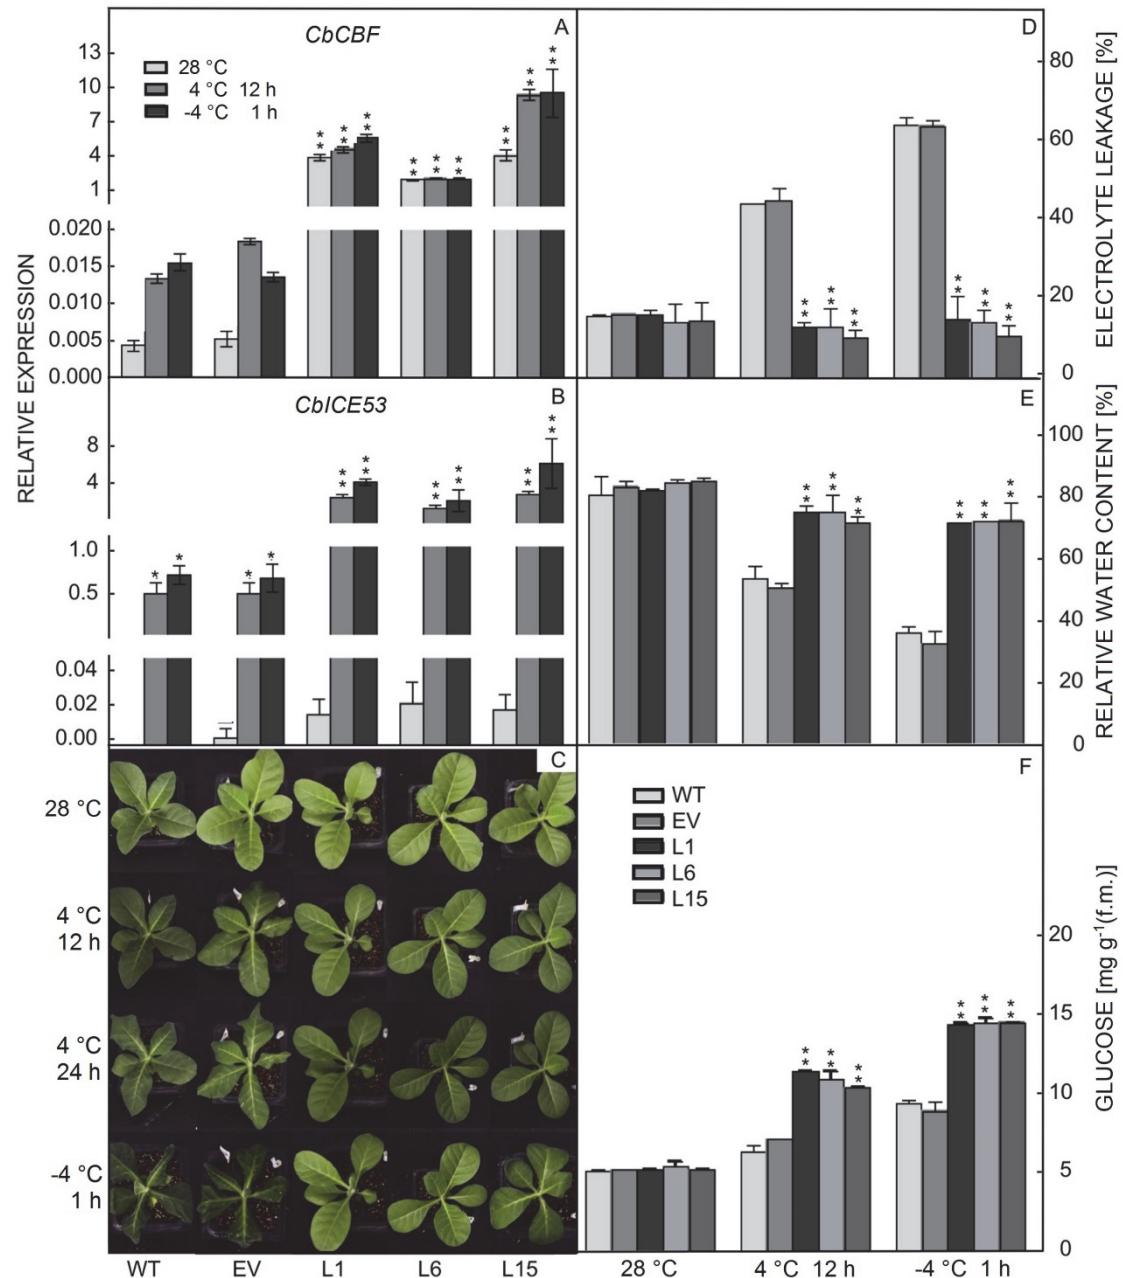 A
CbCBF
28 °C
4 °C 12 h
-4 °C 1 h
13
10
7
4
1
0.020
0.015
0.010
0.005
0.000
RELATIVE EXPRESSION
B
CbICE53
8
4
1.0
0.5
0.04
0.02
0.00
C
28 °C
4 °C
12 h
4 °C
24 h
-4 °C
1 h
WT EV L1 L6 L15
D
80
60
40
20
0
ELECTROLYTE LEAKAGE [%]
E
100
80
60
40
20
0
RELATIVE WATER CONTENT [%]
F
WT
EV
L1
L6
L15
20
15
10
5
0
GLUCOSE [mg g⁻¹(f.m.)]
28 °C 4 °C 12 h -4 °C 1 h